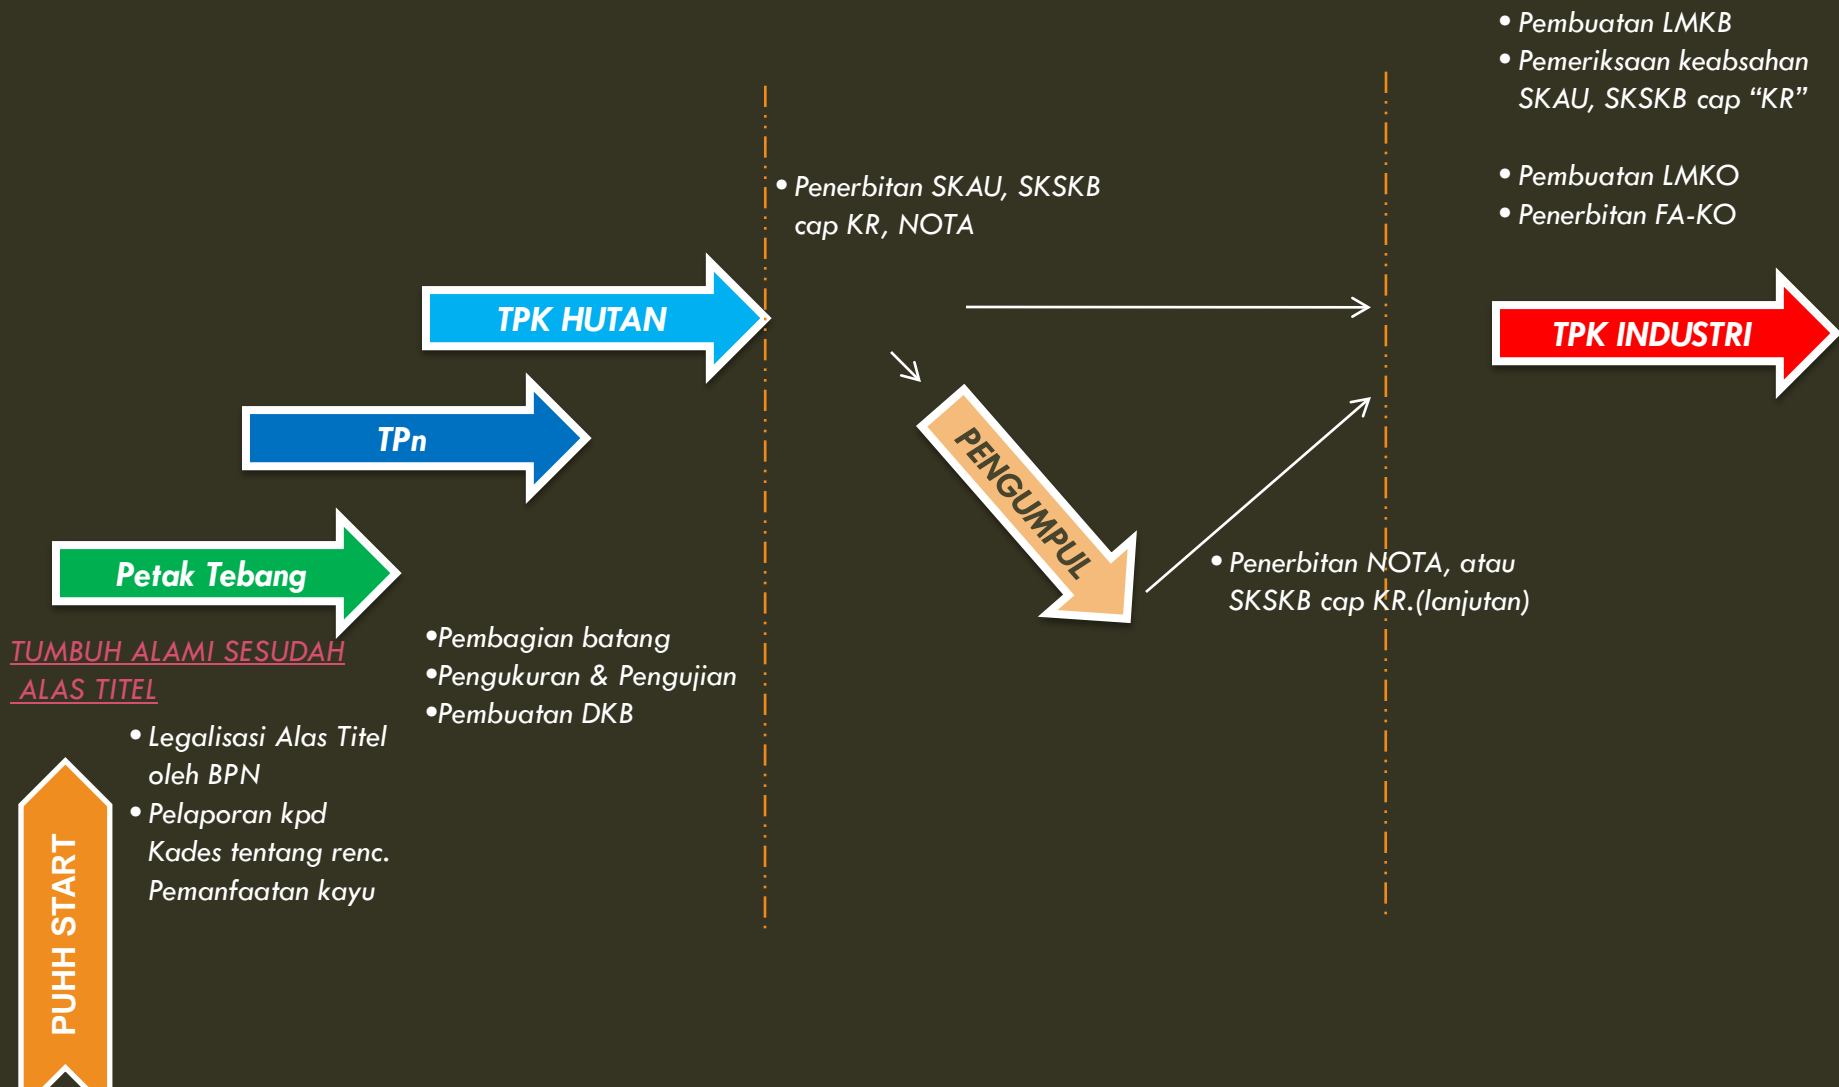 • Pembuatan LMKB
• Pemeriksaan keabsahan
SKAU, SKSKB cap “KR”
• Pembuatan LMKO
• Penerbitan FA-KO
• Penerbitan SKAU, SKSKB
cap KR, NOTA
TPK HUTAN
TPK INDUSTRI
TPn
PENGUMPUL
Petak Tebang
• Penerbitan NOTA, atau
SKSKB cap KR.(lanjutan)
TUMBUH ALAMI SESUDAH
ALAS TITEL
•Pembagian batang
•Pengukuran & Pengujian
•Pembuatan DKB
• Legalisasi Alas Titel
oleh BPN
• Pelaporan kpd
Kades tentang renc.
Pemanfaatan kayu
PUHH START